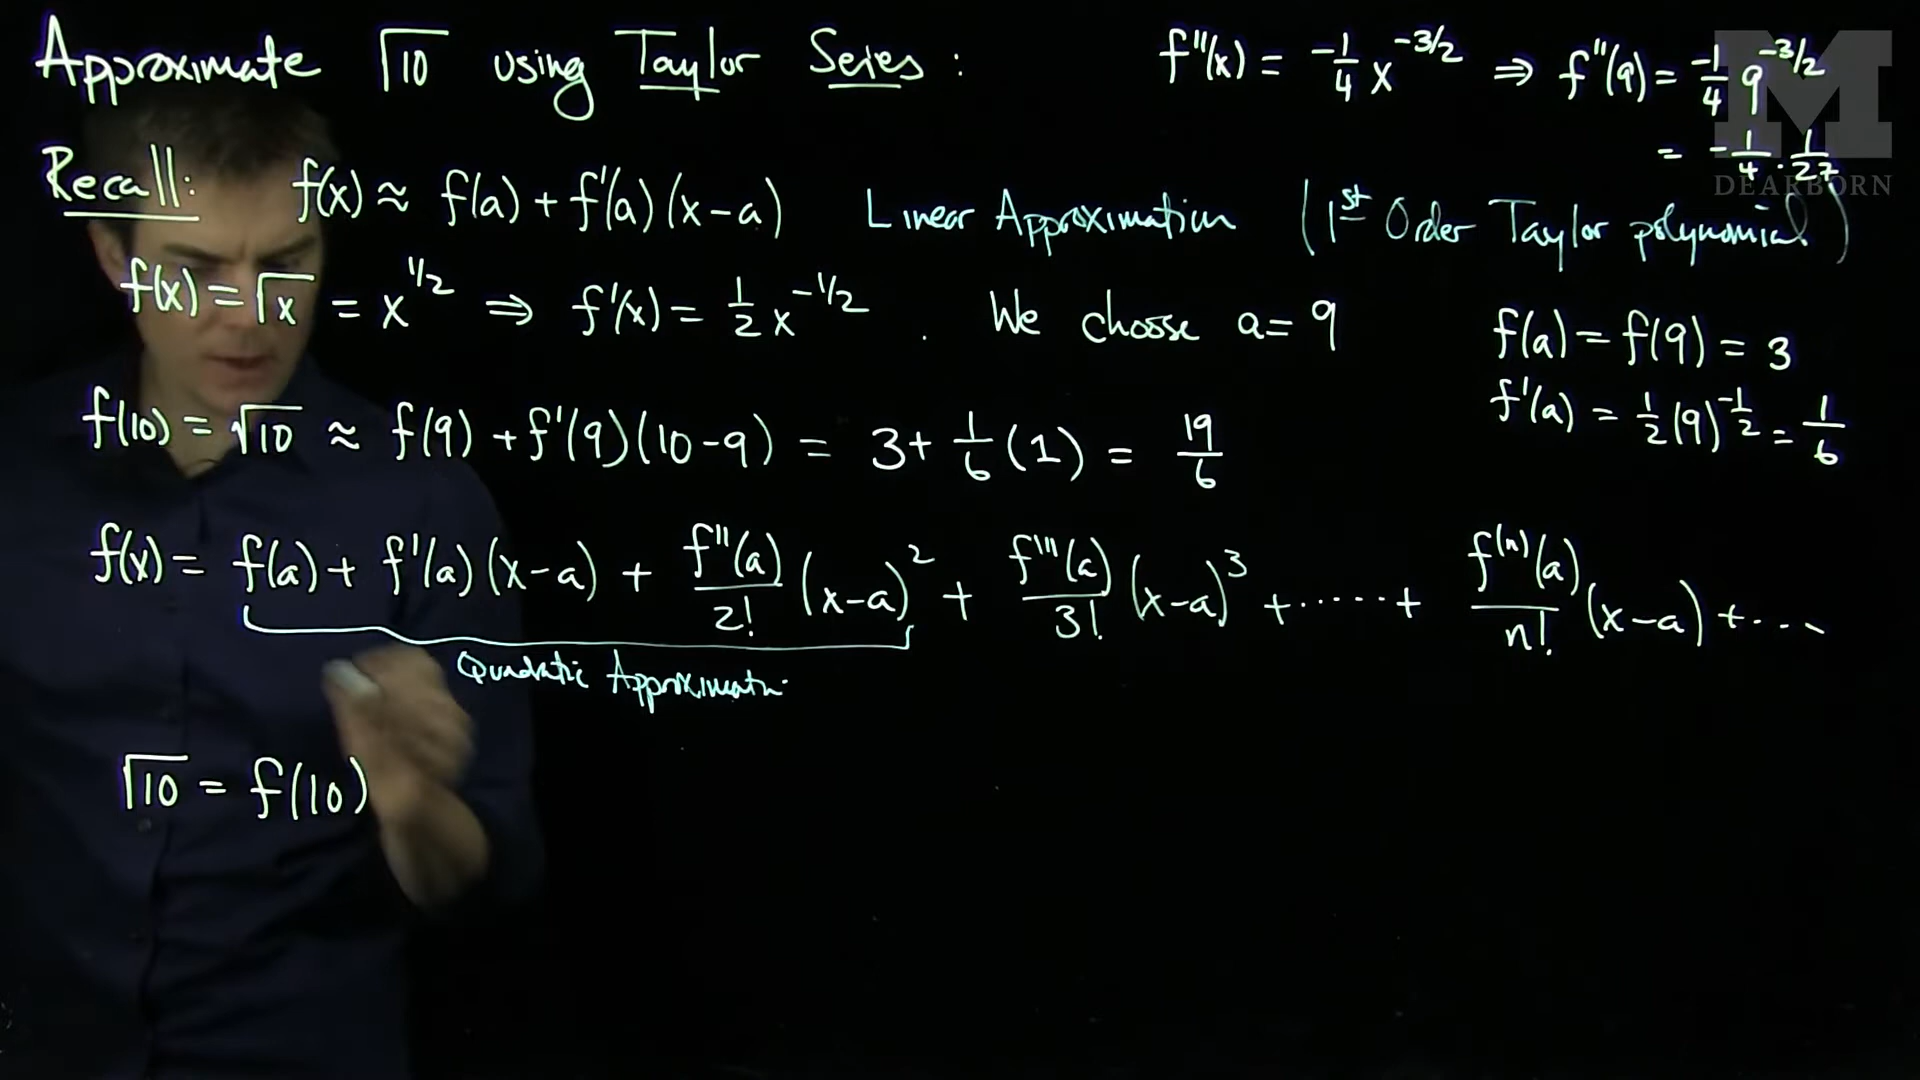 Approximate √10 using Taylor Series :
f''(x) = -1/4 x^(-3/2) ⇒ f''(9) = -1/4 9^(-3/2)
= -1/4 · 1/27
DEARBORN
Recall: f(x) ≈ f(a) + f'(a) (x-a) Linear Approximation (1st Order Taylor polynomial)
f(x) = √x = x^(1/2) ⇒ f'(x) = 1/2 x^(-1/2) . We choose a = 9
f(a) = f(9) = 3
f'(a) = 1/2 (9)^(-1/2) = 1/6
f(10) = √10 ≈ f(9) + f'(9)(10-9) = 3 + 1/6 (1) = 19/6
f(x) = f(a) + f'(a) (x-a) + f''(a)/2! (x-a)^2 + f'''(a)/3! (x-a)^3 + ...... + f^(n)(a)/n! (x-a) + ...
Quadratic Approximati
√10 = f(10)